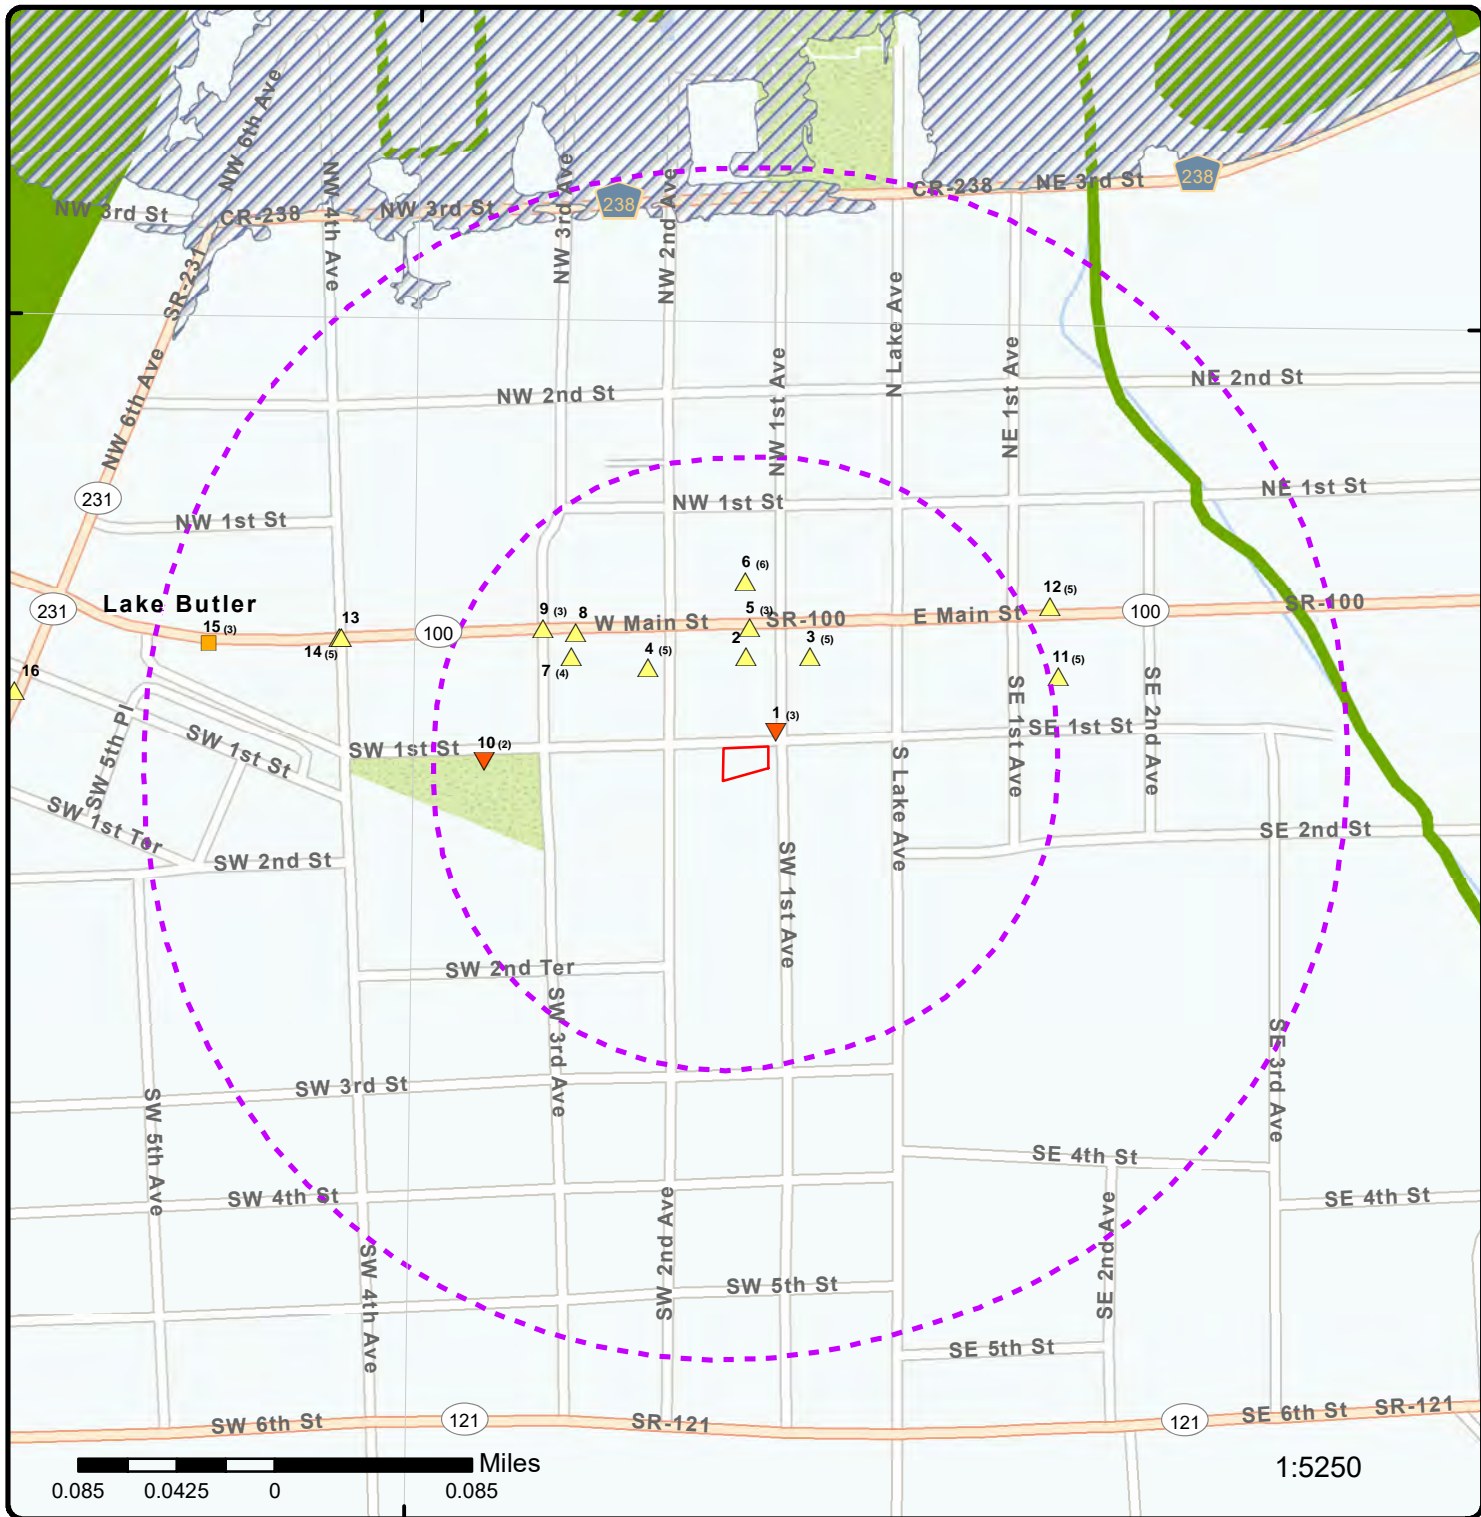 NW 6th Ave
NW 4th Ave
NW 3rd Ave
NW 2nd Ave
NW 3rd St
CR-238
NW 3rd St
238
CR-238
NE 3rd St
238
SR-231
N Lake Ave
NW 1st Ave
NE 1st Ave
NW 6th Ave
NW 2nd St
NE 2nd St
231
NW 1st St
NW 1st St
NE 1st St
6 (6)
231
Lake Butler
15 (3)
13
14 (5)
100
9 (3)
8
W Main St
5 (3)
SR-100
E Main St
12 (5)
100
SR-100
7 (4)
4 (5)
2
3 (5)
11 (5)
16
SW 5th Pl
SW 1st St
SW 1st St
10 (2)
1 (3)
SE 1st St
SE 1st Ave
SE 2nd Ave
S Lake Ave
SW 1st Ter
SW 2nd St
SW 1st Ave
SE 2nd St
SW 2nd Ter
SW 3rd Ave
SE 3rd Ave
SW 3rd St
SW 5th Ave
SE 4th St
SW 4th St
SE 4th St
SW 2nd Ave
SE 2nd Ave
SW 4th Ave
SW 5th St
SE 5th St
SW 6th St
121
SR-121
121
SE 6th St
SR-121
Miles
0.085 0.0425 0 0.085
1:5250